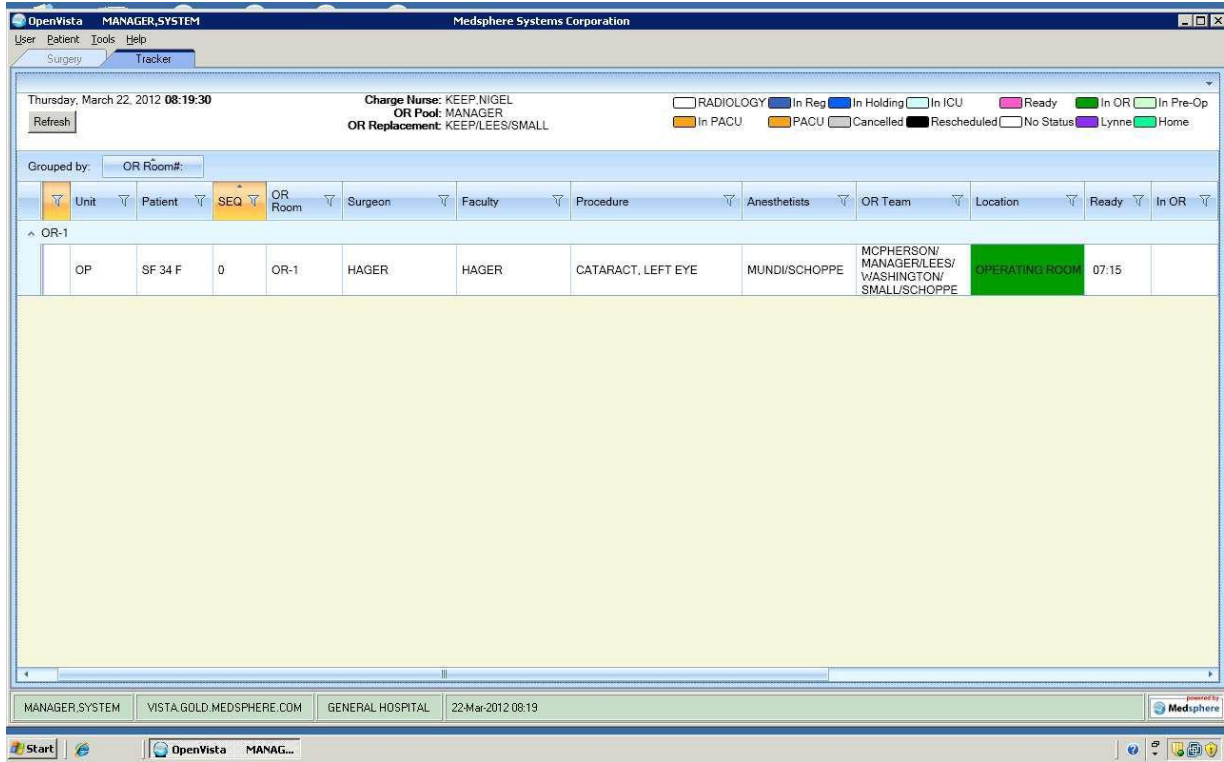 OpenVista MANAGER,SYSTEM Medsphere Systems Corporation
User Patient Tools Help
Surgery Tracker
Thursday, March 22, 2012 08:19:30
Refresh
Charge Nurse: KEEP,NIGEL
OR Pool: MANAGER
OR Replacement: KEEP/LEES/SMALL
RADIOLOGY In Reg In Holding In ICU Ready In OR In Pre-Op
In PACU PACU Cancelled Rescheduled No Status Lynne Home
Grouped by: OR Room#:
Unit Patient SEQ OR Room Surgeon Faculty Procedure Anesthetists OR Team Location Ready In OR
OR-1
OP SF 34 F 0 OR-1 HAGER HAGER CATARACT, LEFT EYE MUNDI/SCHOPPE
MCPHERSON/
MANAGER/LEES/
WASHINGTON/
SMALL/SCHOPPE
OPERATING ROOM 07:15
MANAGER,SYSTEM VISTA.GOLD.MEDSPHERE.COM GENERAL HOSPITAL 22-Mar-2012 08:19
powered by
Medsphere
Start OpenVista MANAG...